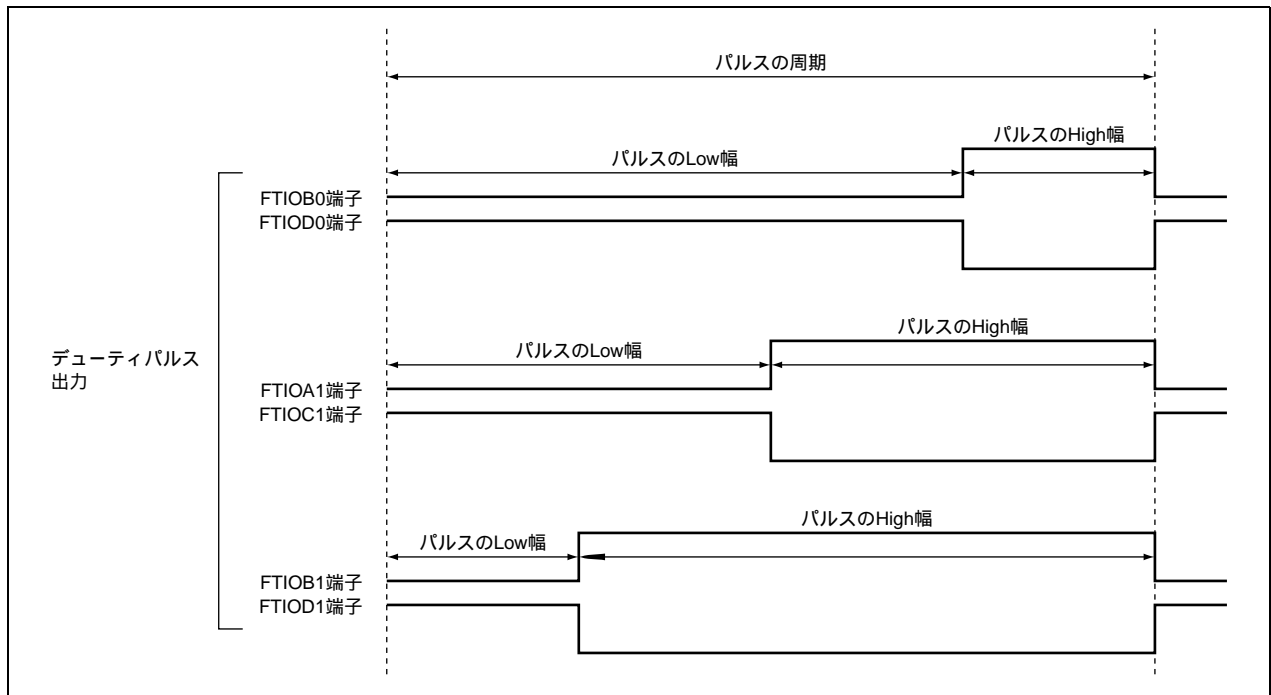 パルスの周期
パルスのHigh幅
パルスのLow幅
FTIOB0端子
FTIOD0端子
パルスのHigh幅
パルスのLow幅
デューティパルス
出力
FTIOA1端子
FTIOC1端子
パルスのHigh幅
パルスのLow幅
FTIOB1端子
FTIOD1端子